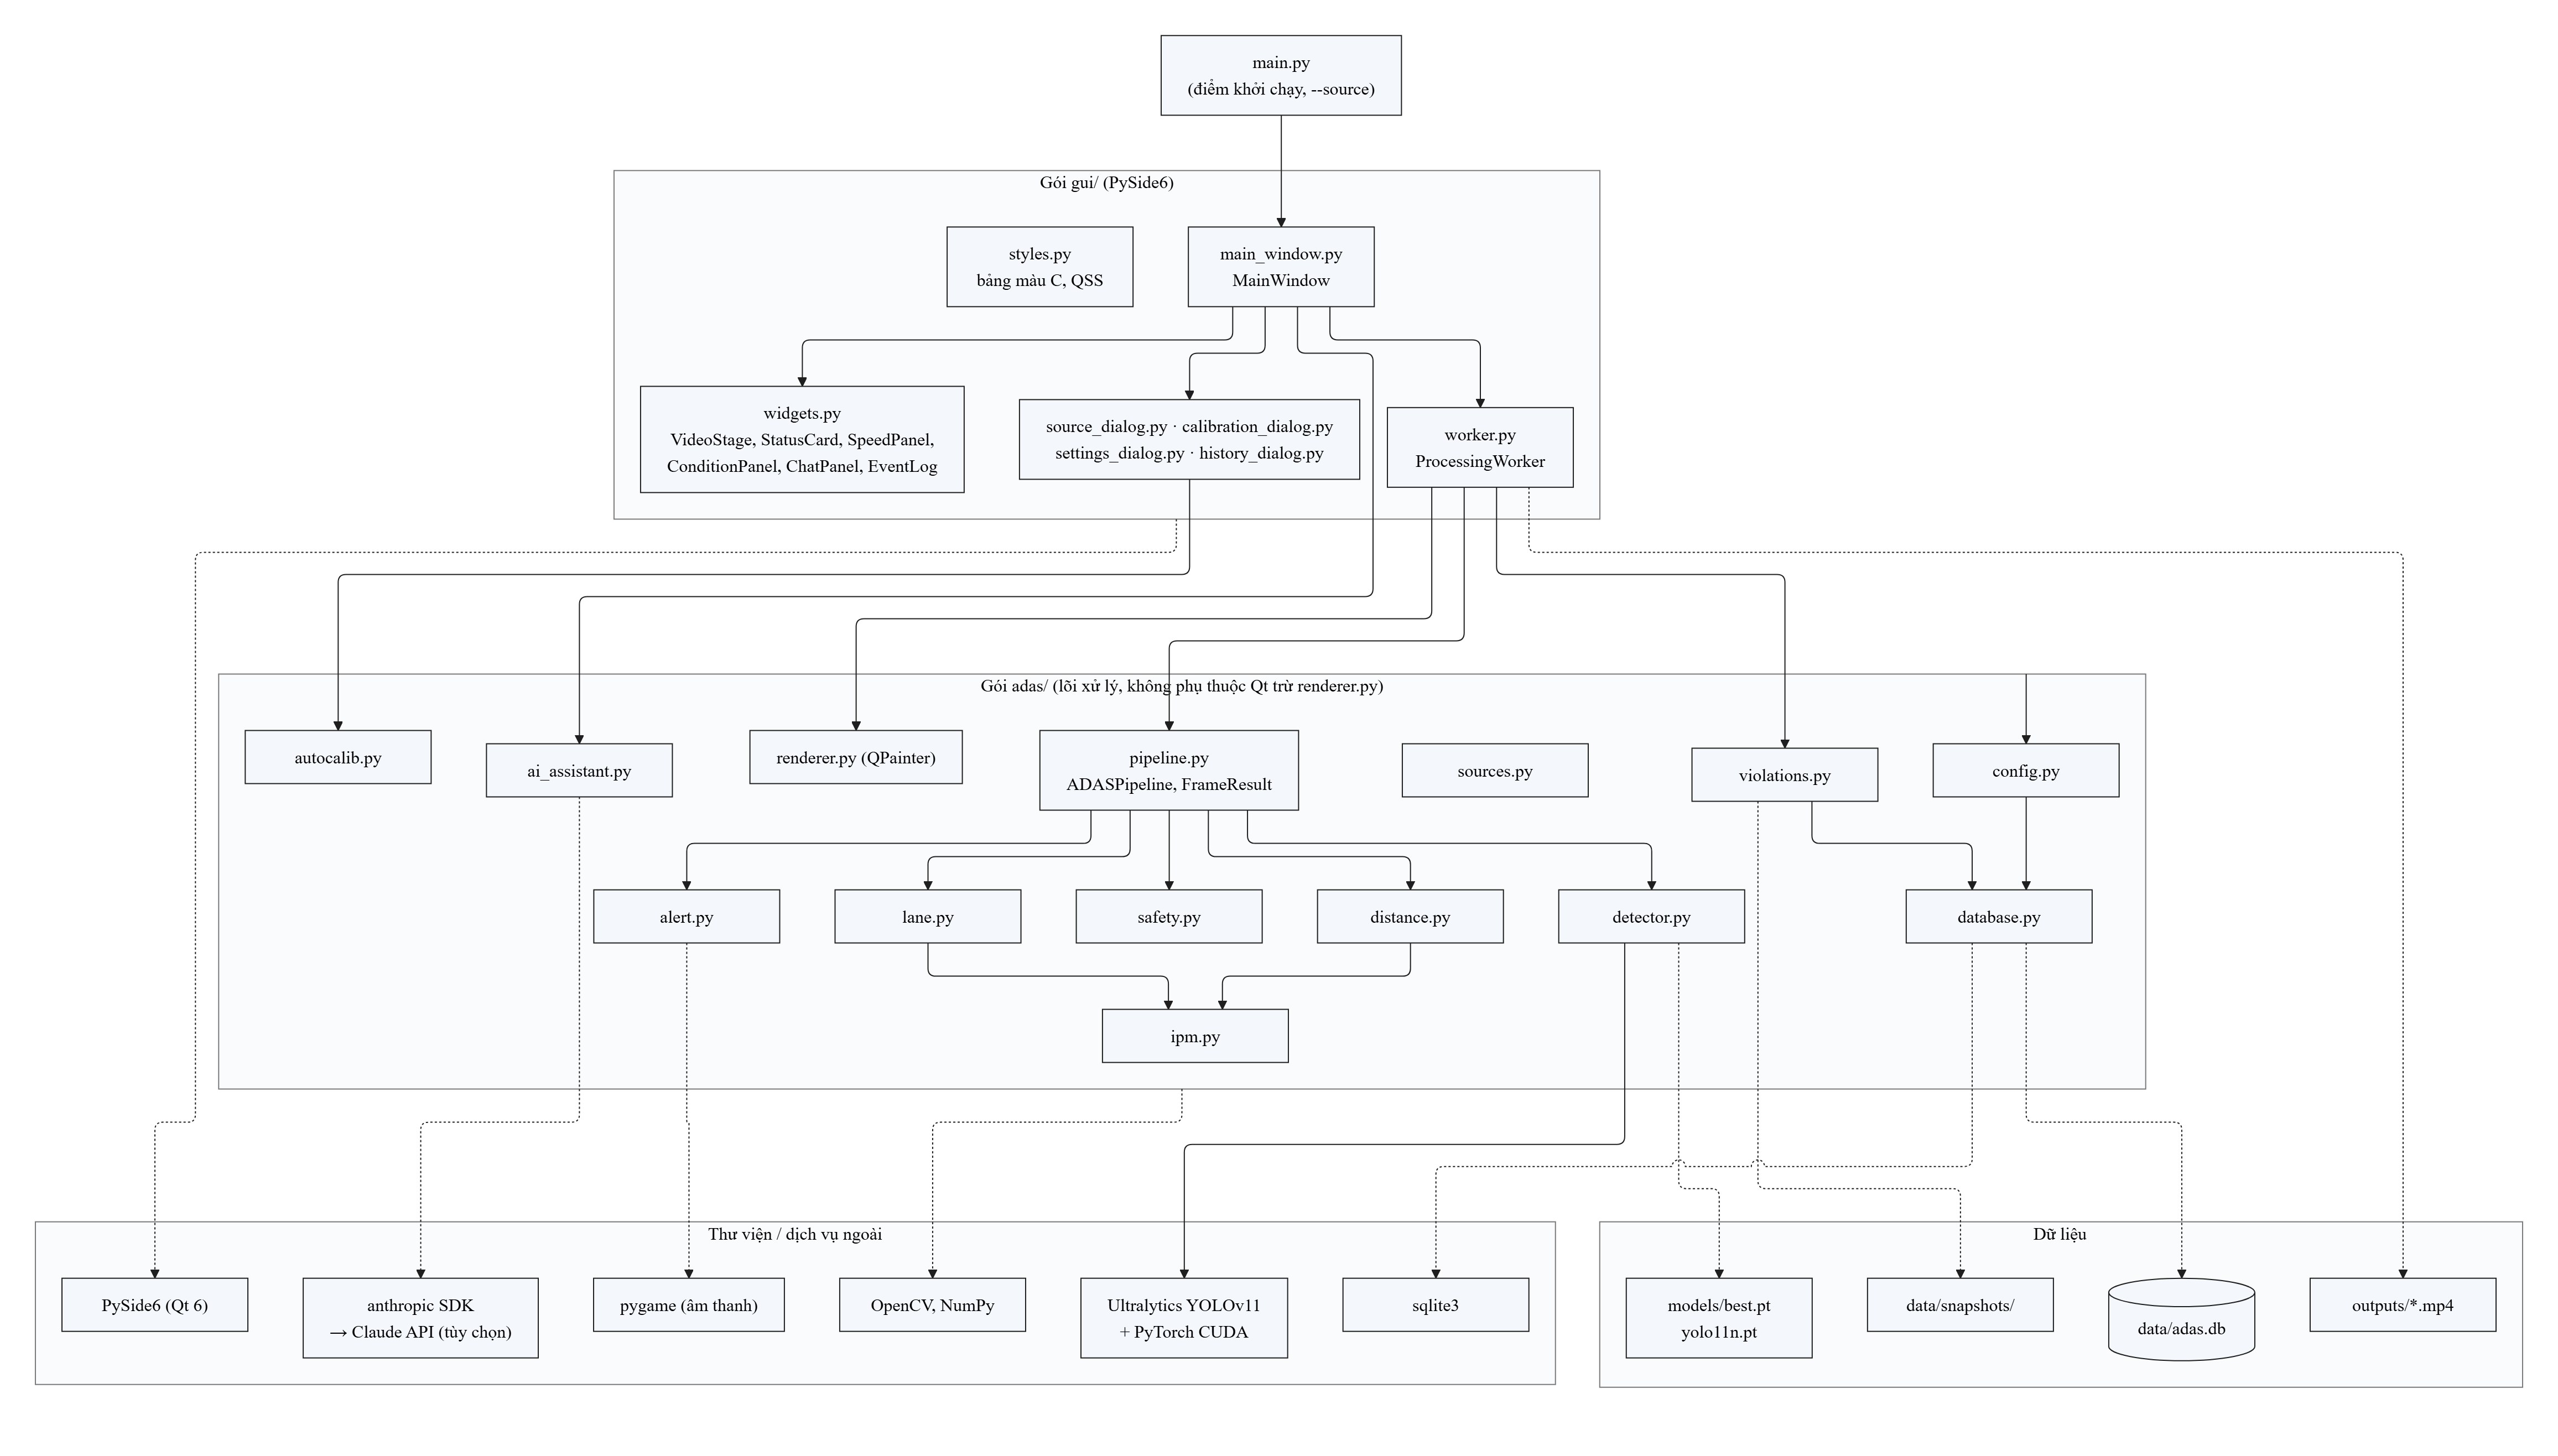 main.py
(điểm khởi chạy, --source)
Gói gui/ (PySide6)
styles.py
bảng màu C, QSS
main_window.py
MainWindow
widgets.py
VideoStage, StatusCard, SpeedPanel,
ConditionPanel, ChatPanel, EventLog
source_dialog.py · calibration_dialog.py
settings_dialog.py · history_dialog.py
worker.py
ProcessingWorker
Gói adas/ (lõi xử lý, không phụ thuộc Qt trừ renderer.py)
autocalib.py
ai_assistant.py
renderer.py (QPainter)
pipeline.py
ADASPipeline, FrameResult
sources.py
violations.py
config.py
alert.py
lane.py
safety.py
distance.py
detector.py
database.py
ipm.py
Thư viện / dịch vụ ngoài
PySide6 (Qt 6)
anthropic SDK
→ Claude API (tùy chọn)
pygame (âm thanh)
OpenCV, NumPy
Ultralytics YOLOv11
+ PyTorch CUDA
sqlite3
Dữ liệu
models/best.pt
yolo11n.pt
data/snapshots/
data/adas.db
outputs/*.mp4